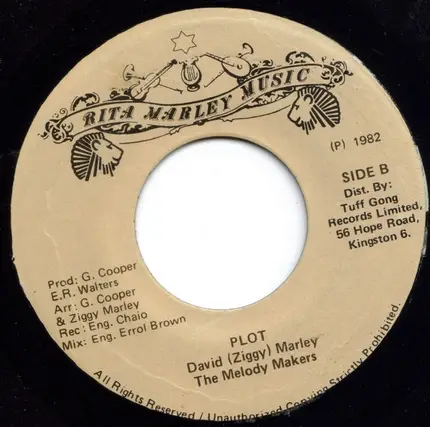 RITA MARLEY MUSIC
(P) 1982
SIDE B
Dist. By:
Tuff Gong
Records Limited,
56 Hope Road,
Kingston 6.
Prod: G. Cooper
E.R. Walters
Arr: G. Cooper
& Ziggy Marley
Rec: Eng. Chaio
Mix: Eng. Errol Brown
PLOT
David (Ziggy) Marley
The Melody Makers
All Rights Reserved / Unauthorized Copying Strictly Prohibited.